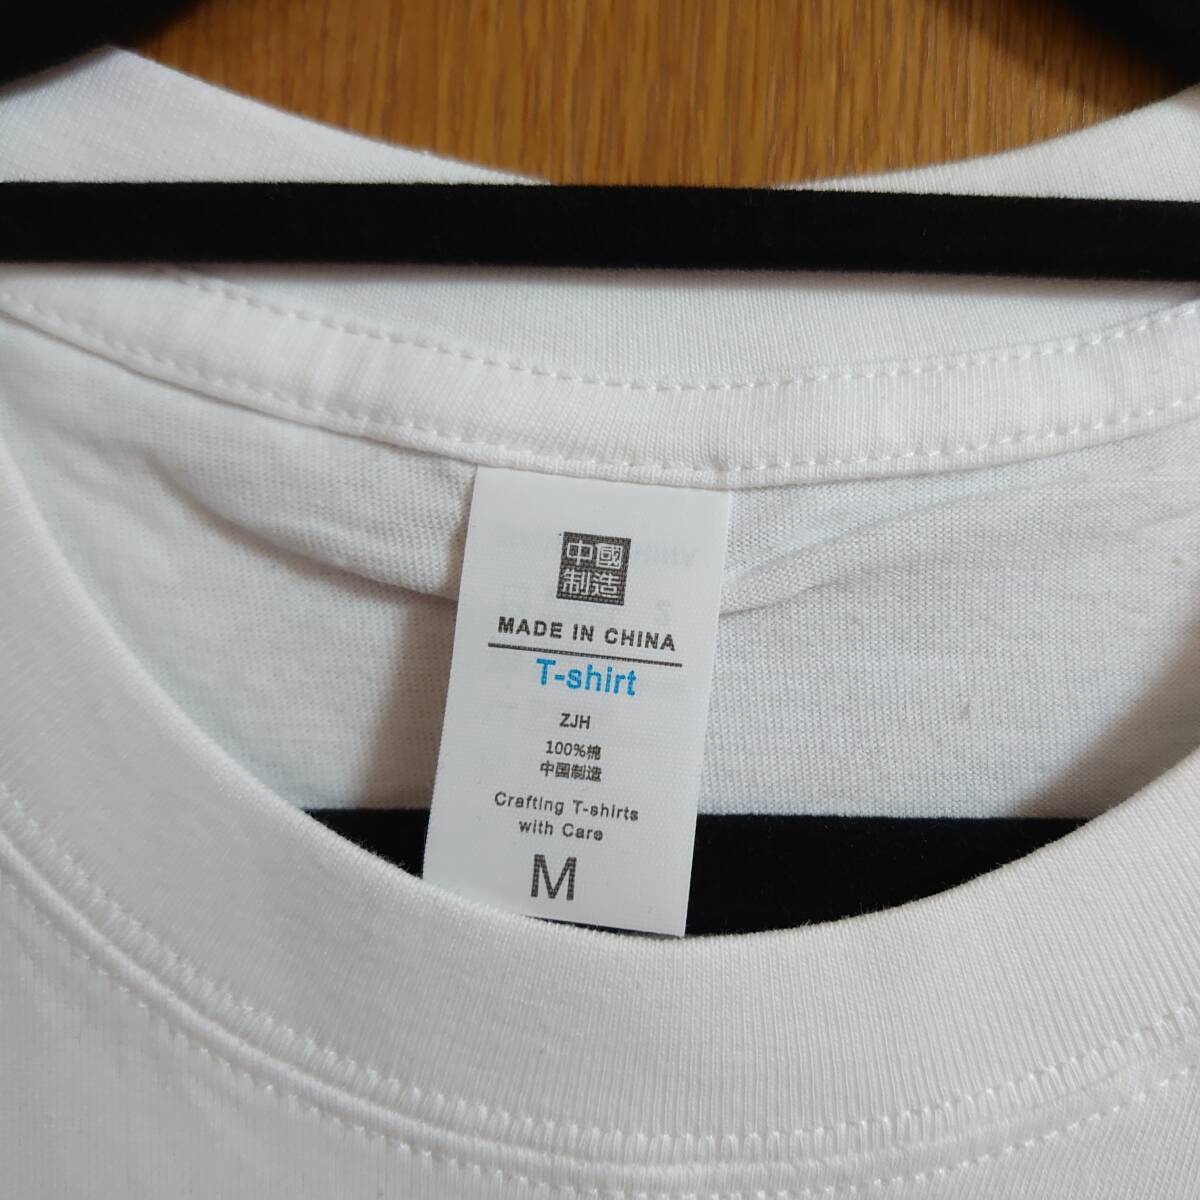 中國
制造
MADE IN CHINA
T-shirt
ZJH
100%棉
中国制造
Crafting T-shirts
with Care
M